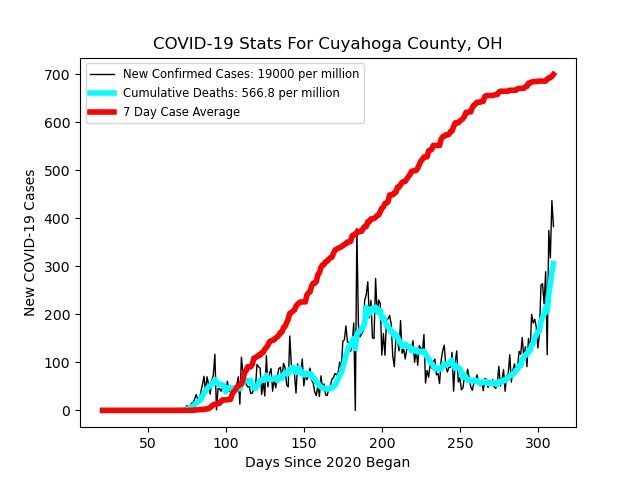 COVID-19 Stats For Cuyahoga County, OH
New Confirmed Cases: 19000 per million
Cumulative Deaths: 566.8 per million
7 Day Case Average
700
600
500
400
300
200
100
0
New COVID-19 Cases
50 100 150 200 250 300
Days Since 2020 Began